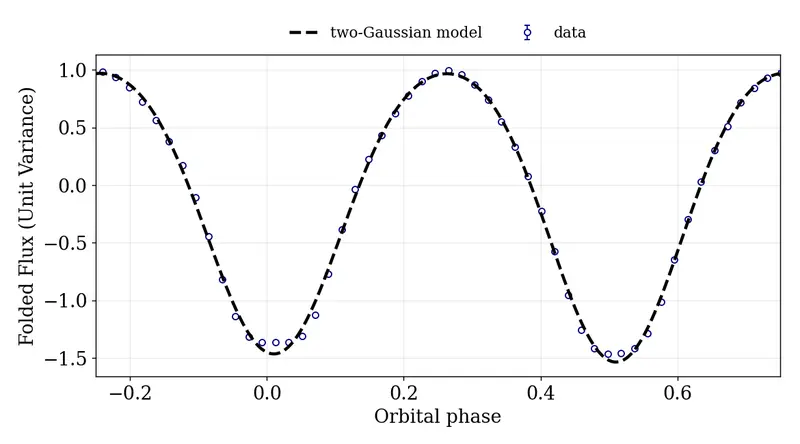 two-Gaussian model
data
Folded Flux (Unit Variance)
1.0
0.5
0.0
−0.5
−1.0
−1.5
−0.2
0.0
0.2
0.4
0.6
Orbital phase